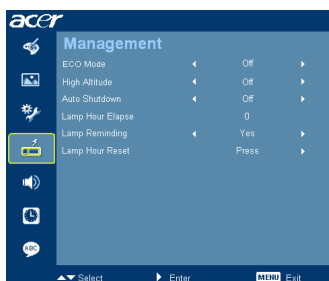 acer
Management
ECO Mode Off
High Altitude Off
Auto Shutdown Off
Lamp Hour Elapse 0
Lamp Reminding Yes
Lamp Hour Reset Press
ABC
Select Enter MENU Exit